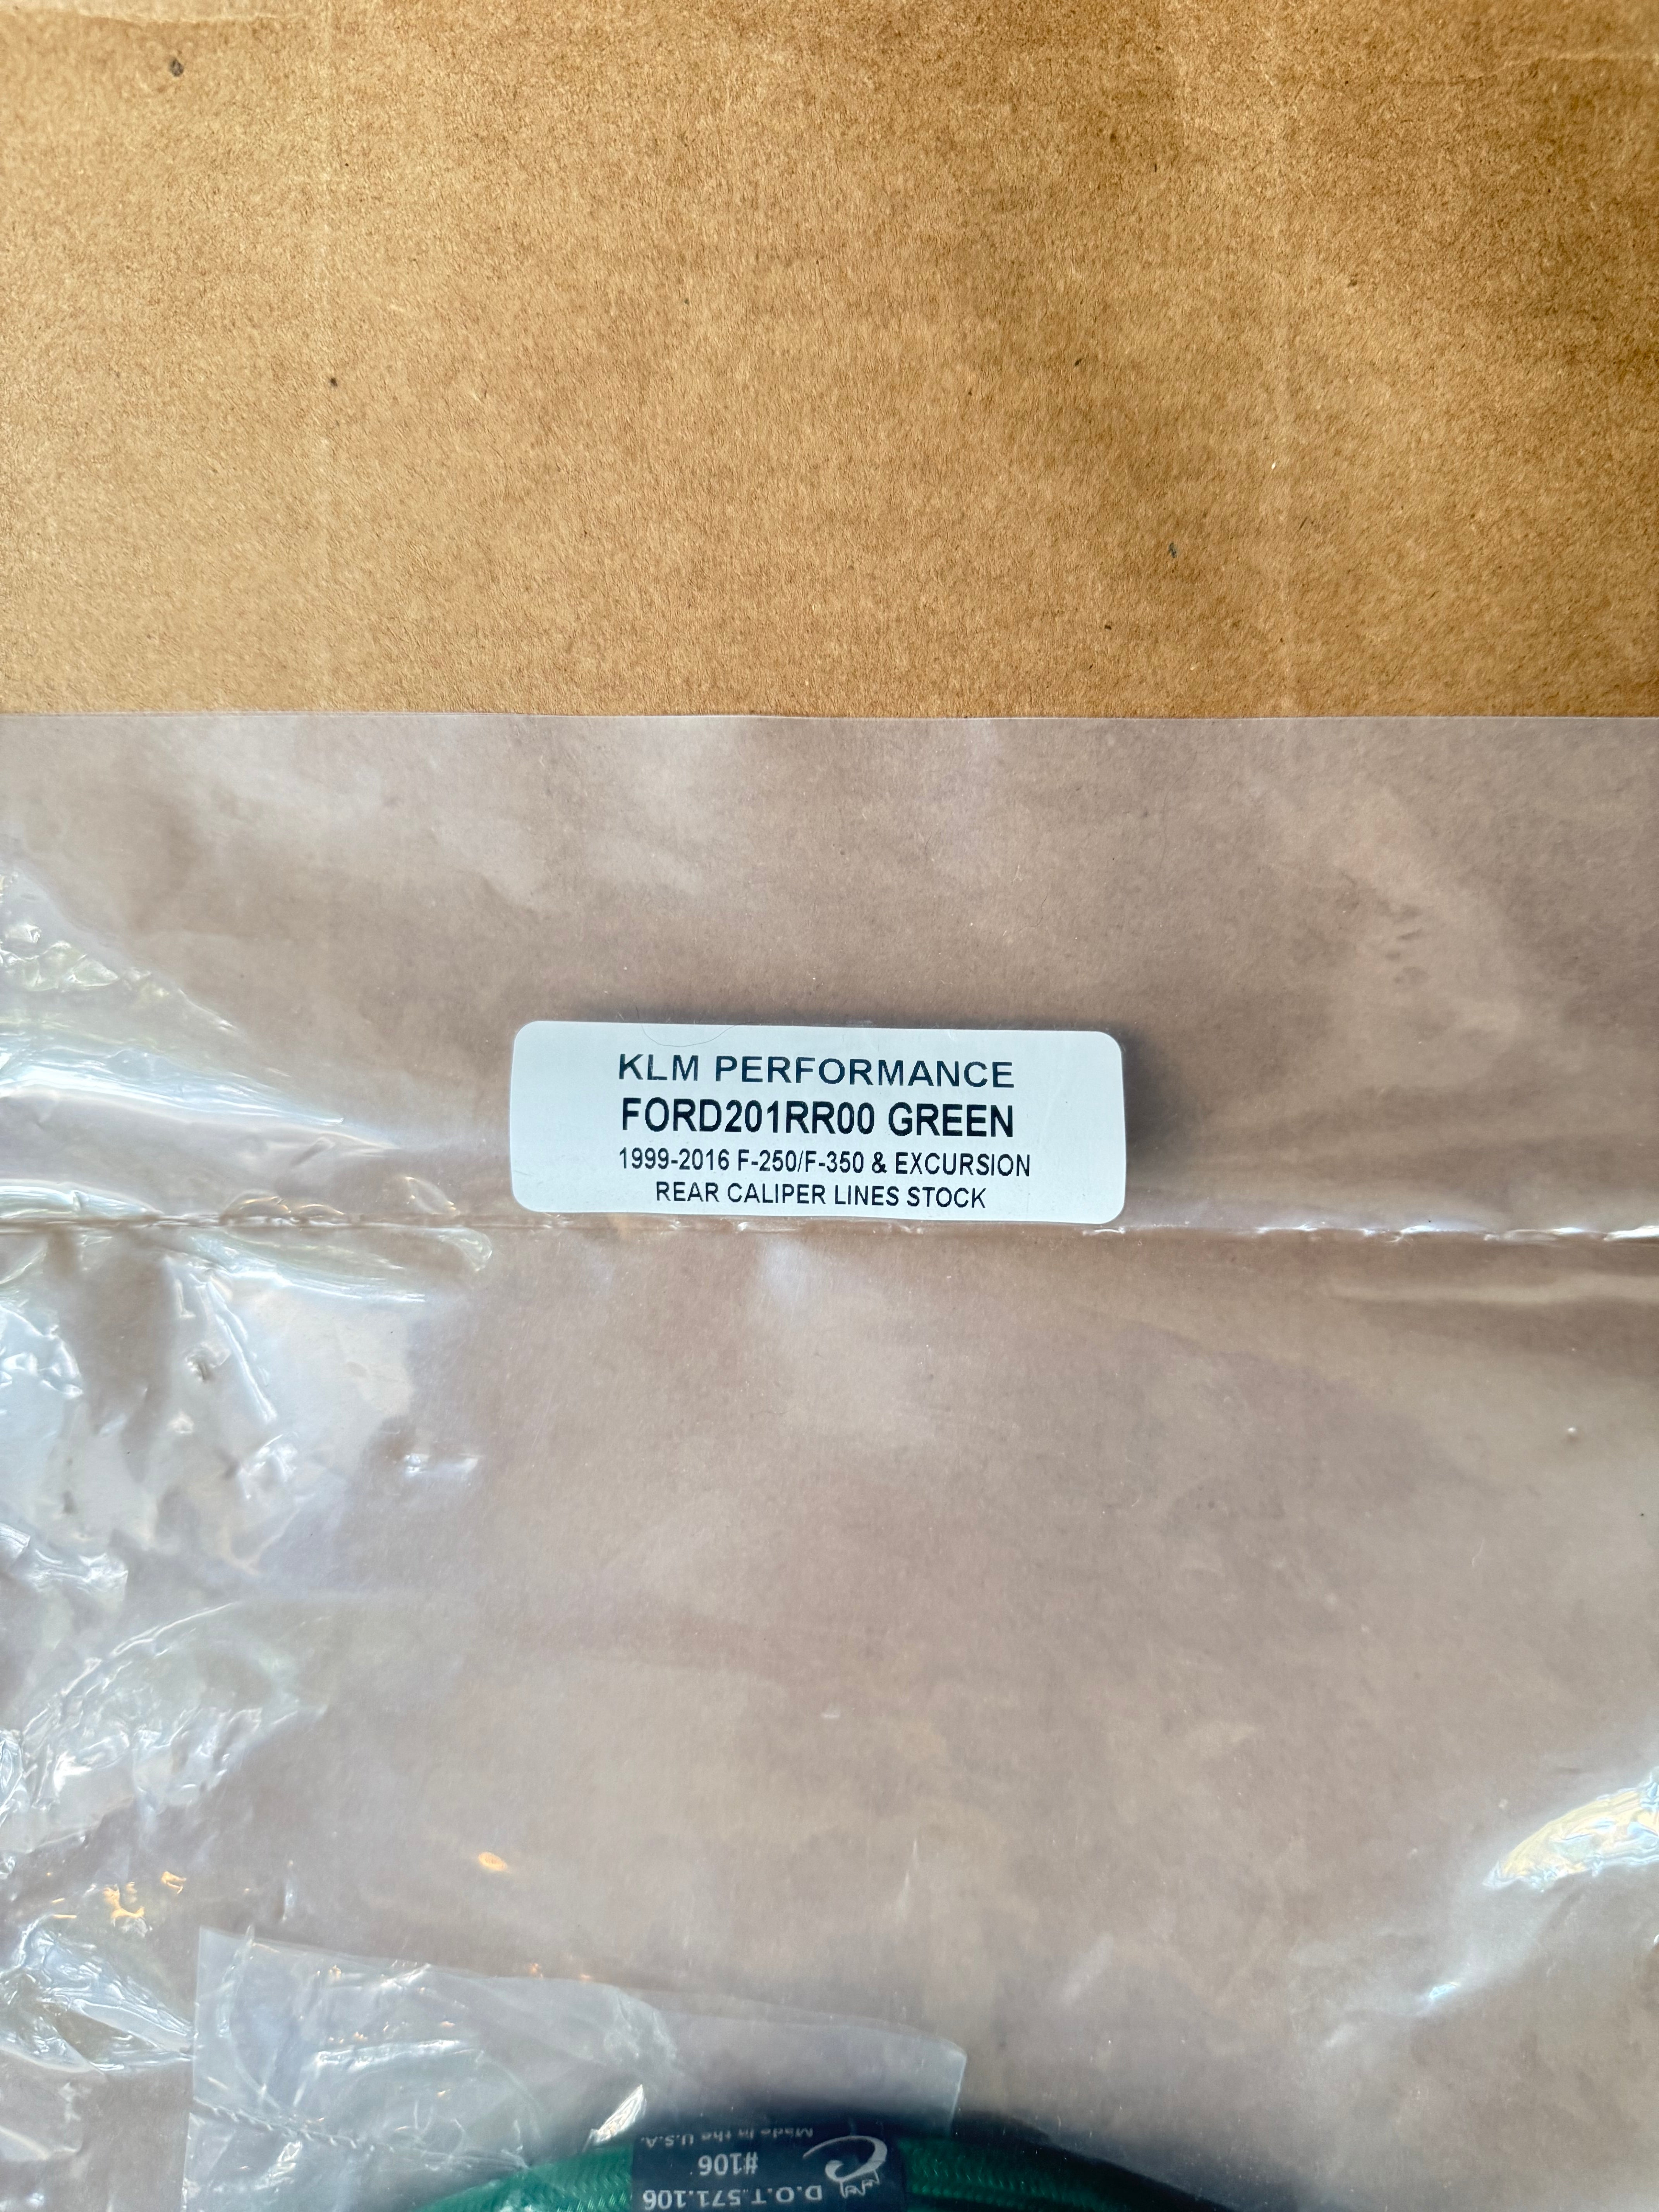 KLM PERFORMANCE
FORD201RR00 GREEN
1999-2016 F-250/F-350 & EXCURSION
REAR CALIPER LINES STOCK
D.O.T.571.106
#106
Made in the U.S.A.